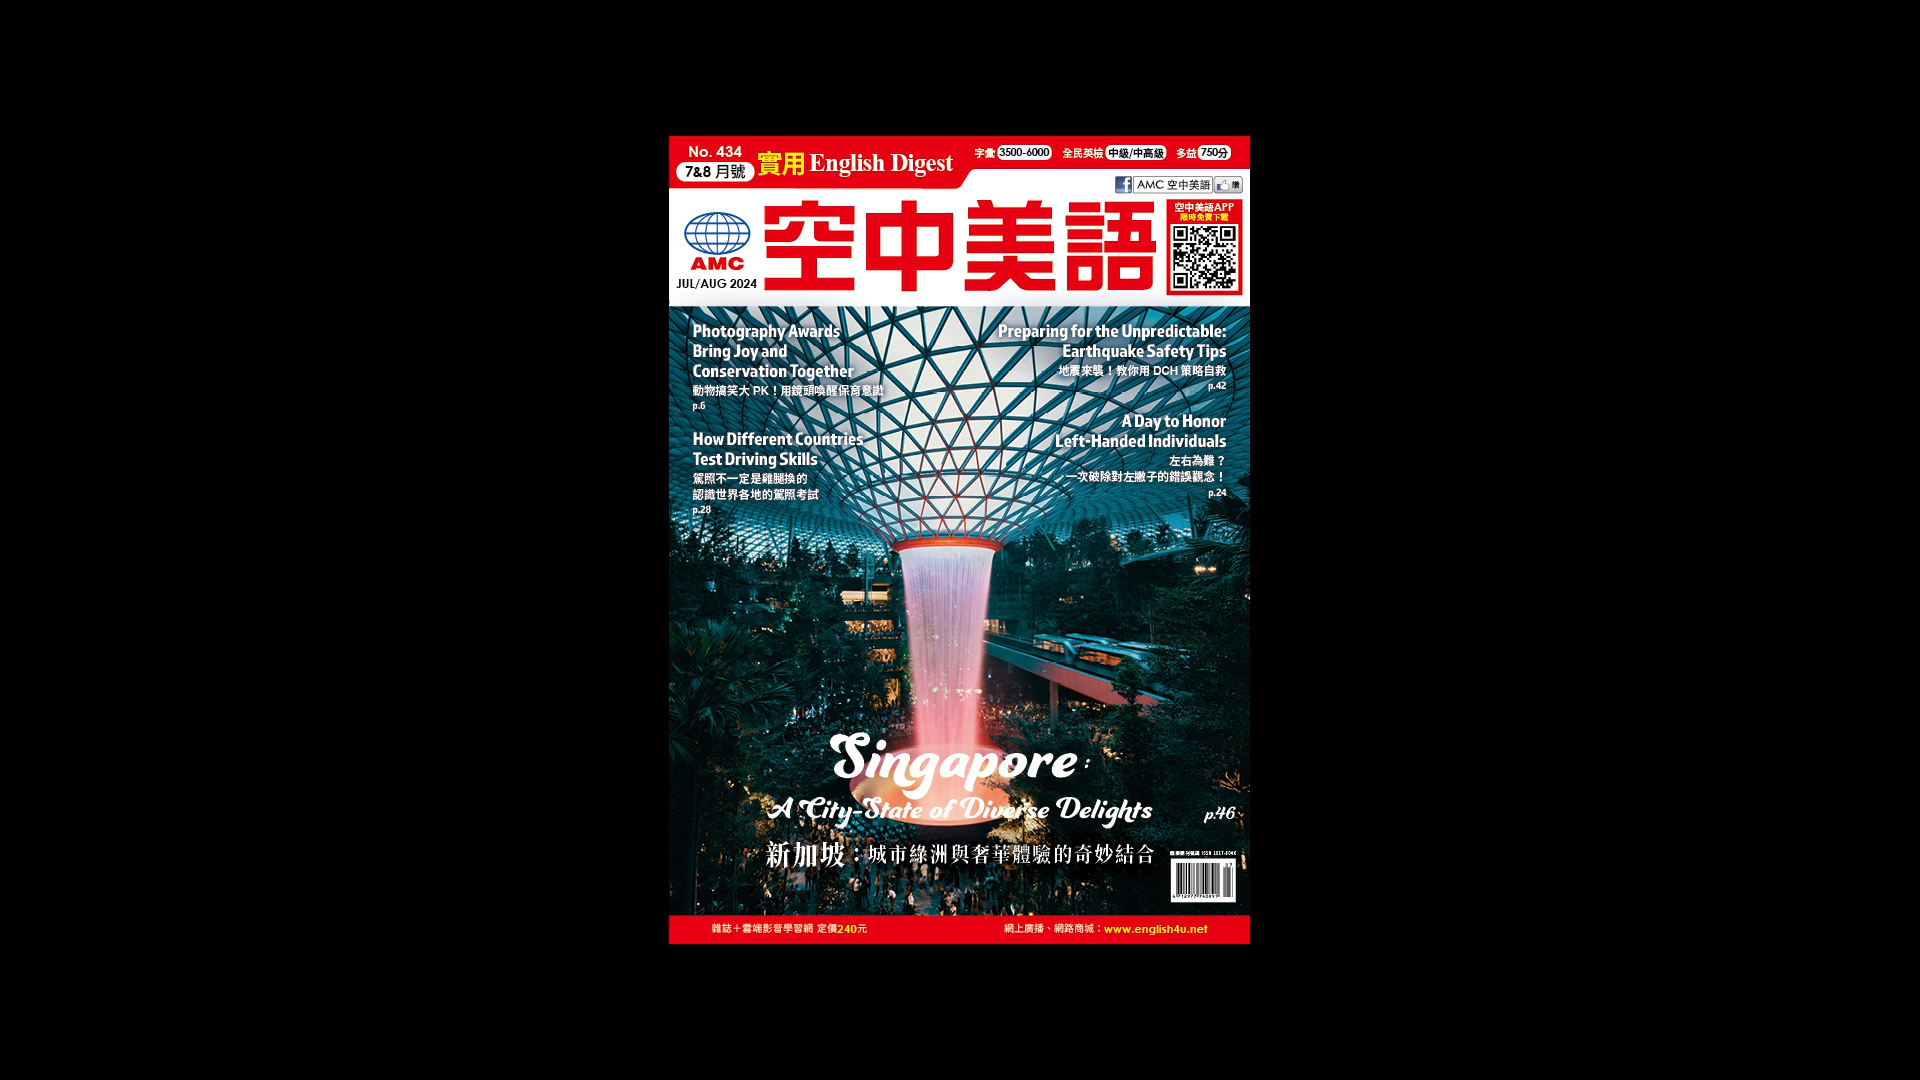 No. 434
7&8 月號
實用 English Digest
字彙 3500-6000 全民英檢 中級/中高級 多益 750分
AMC 空中美語 讚
空中美語
AMC
JUL/AUG 2024
空中美語APP
限時免費下載
Photography Awards
Bring Joy and
Conservation Together
動物搞笑大 PK！用鏡頭喚醒保育意識
p.6
How Different Countries
Test Driving Skills
駕照不一定是雞腿換的
認識世界各地的駕照考試
p.28
Preparing for the Unpredictable:
Earthquake Safety Tips
地震來襲！教你用 DCH 策略自救
p.42
A Day to Honor
Left-Handed Individuals
左右為難？
一次破除對左撇子的錯誤觀念！
p.24
Singapore:
A City-State of Diverse Delights
p.46
新加坡：城市綠洲與奢華體驗的奇妙結合
07
雜誌＋雲端影音學習網 定價240元
網上廣播、網路商城：www.english4u.net